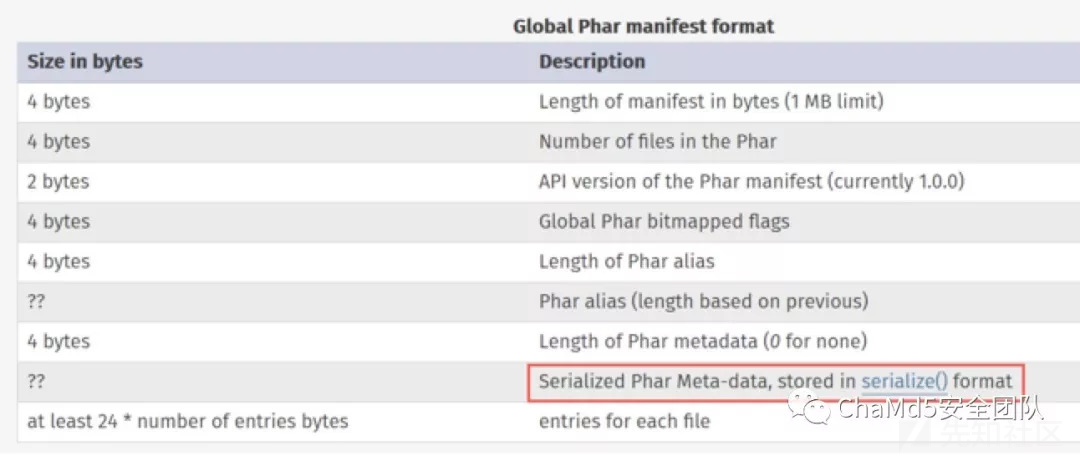 Global Phar manifest format
Size in bytes Description
4 bytes Length of manifest in bytes (1 MB limit)
4 bytes Number of files in the Phar
2 bytes API version of the Phar manifest (currently 1.0.0)
4 bytes Global Phar bitmapped flags
4 bytes Length of Phar alias
?? Phar alias (length based on previous)
4 bytes Length of Phar metadata (0 for none)
?? Serialized Phar Meta-data, stored in serialize() format
at least 24 * number of entries bytes entries for each file
ChaMd5安全团队
先知社区